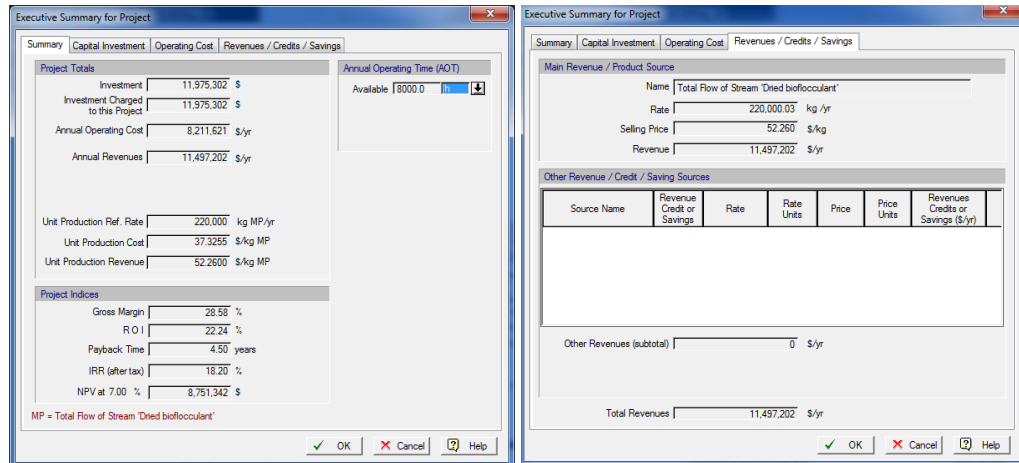 Executive Summary for Project
Summary Capital Investment Operating Cost Revenues / Credits / Savings
Project Totals
Investment 11,975,302 $
Investment Charged
to this Project 11,975,302 $
Annual Operating Cost 8,211,621 $/yr
Annual Revenues 11,497,202 $/yr
Unit Production Ref. Rate 220,000 kg MP/yr
Unit Production Cost 37.3255 $/kg MP
Unit Production Revenue 52.2600 $/kg MP
Annual Operating Time (AOT)
Available 8000.0 h
Project Indices
Gross Margin 28.58 %
R O I 22.24 %
Payback Time 4.50 years
IRR (after tax) 18.20 %
NPV at 7.00 % 8,751,342 $
MP = Total Flow of Stream 'Dried bioflocculant'
OK Cancel Help
Executive Summary for Project
Summary Capital Investment Operating Cost Revenues / Credits / Savings
Main Revenue / Product Source
Name Total Flow of Stream 'Dried bioflocculant'
Rate 220,000.03 kg /yr
Selling Price 52.260 $/kg
Revenue 11,497,202 $/yr
Other Revenue / Credit / Saving Sources
Source Name Revenue Credit or Savings Rate Rate Units Price Price Units Revenues Credits or Savings ($/yr)
Other Revenues (subtotal) 0 $/yr
Total Revenues 11,497,202 $/yr
OK Cancel Help